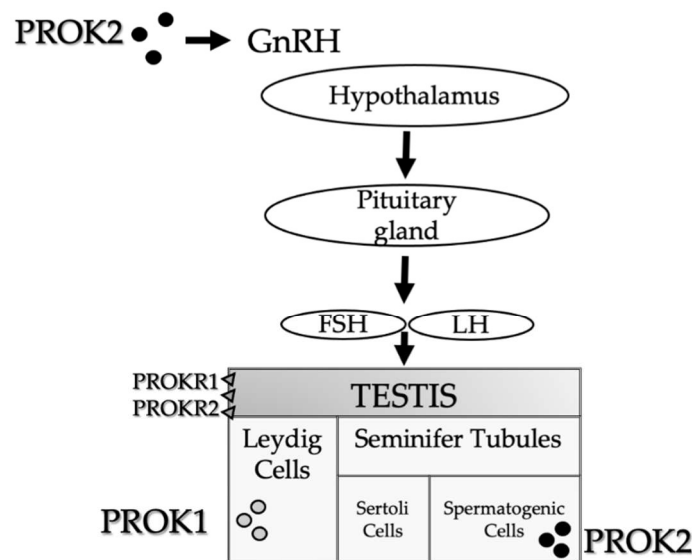 PROK2
GnRH
Hypothalamus
Pituitary
gland
FSH
LH
PROKR1
PROKR2
TESTIS
Leydig
Cells
Seminifer Tubules
Sertoli
Cells
Spermatogenic
Cells
PROK1
PROK2